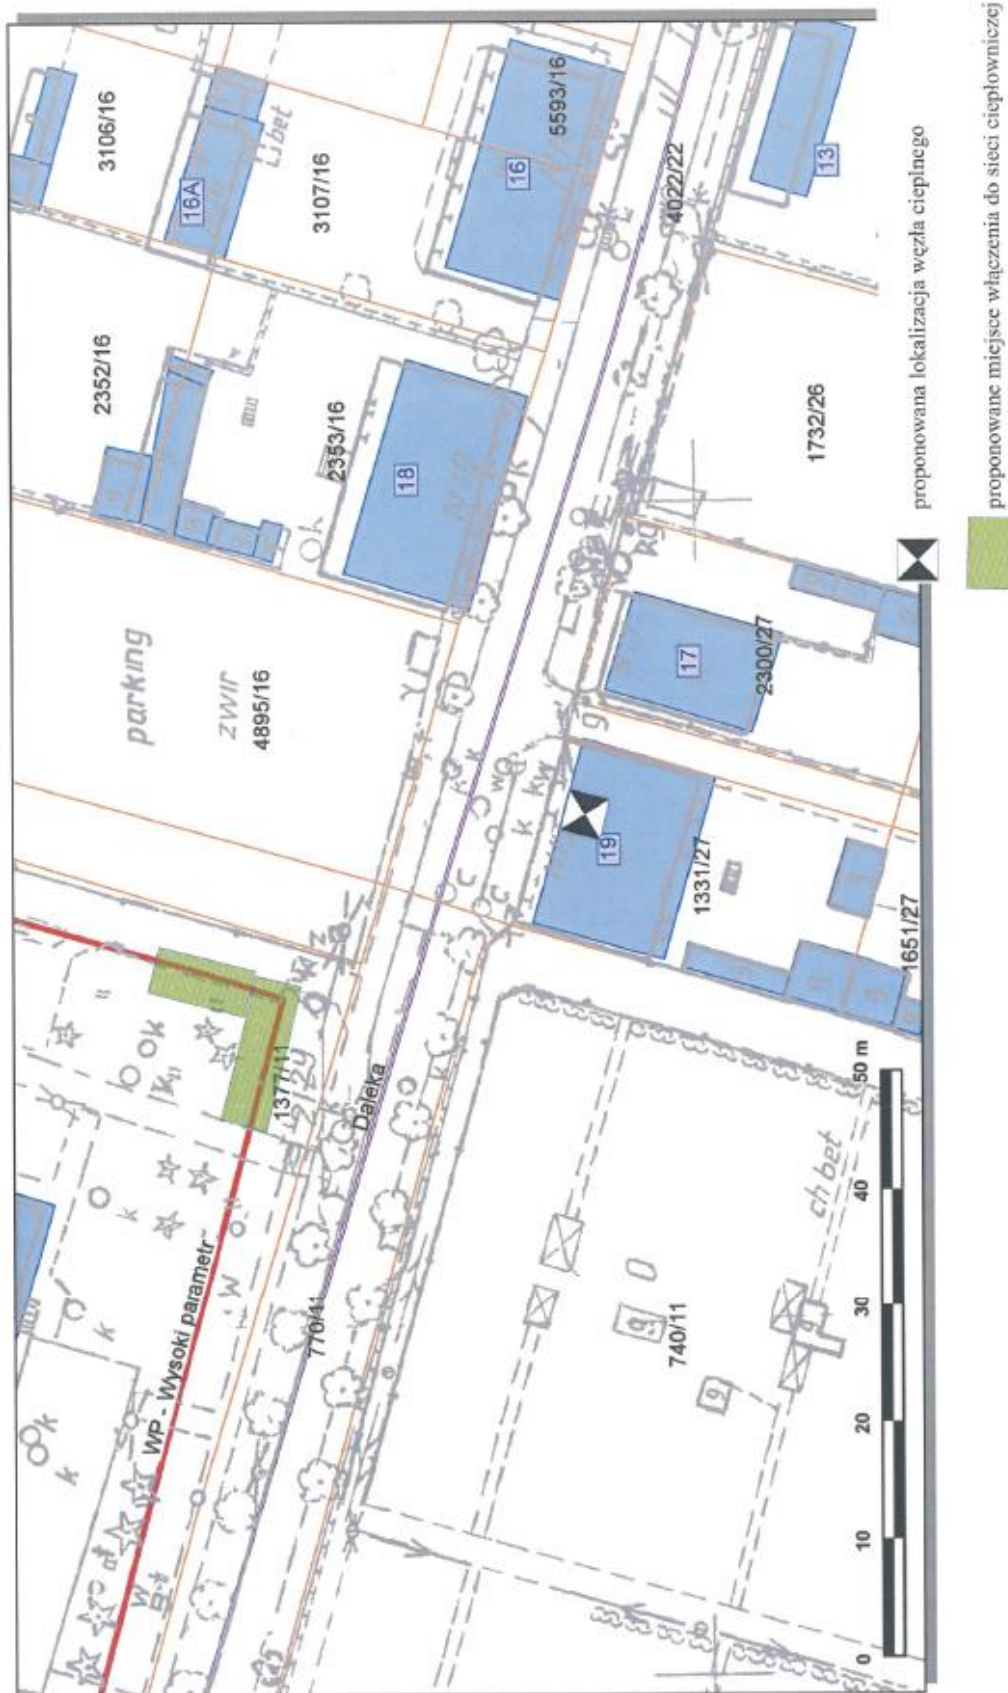 3106/16
16A
Libet
3107/16
16
5593/16
4022/22
13
2352/16
2353/16
18
1732/26
parking
zwir
4895/16
17
2300/27
19
1331/27
1651/27
1377/11
Daleka
WP - Wysoki parametr
770/11
740/11
ch bet
0
10
20
30
40
50 m
proponowana lokalizacja węzła cieplnego
proponowane miejsce włączenia do sieci ciepłowniczej